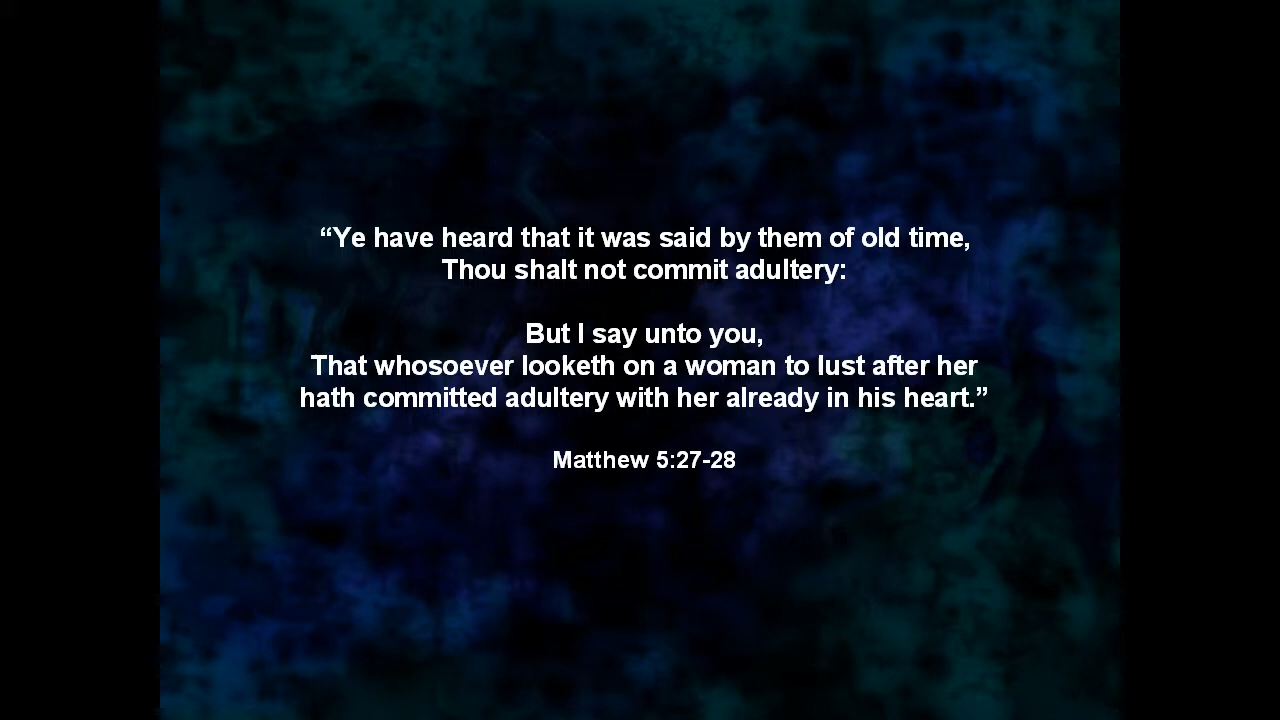 “Ye have heard that it was said by them of old time,
Thou shalt not commit adultery:
But I say unto you,
That whosoever looketh on a woman to lust after her
hath committed adultery with her already in his heart.”
Matthew 5:27-28